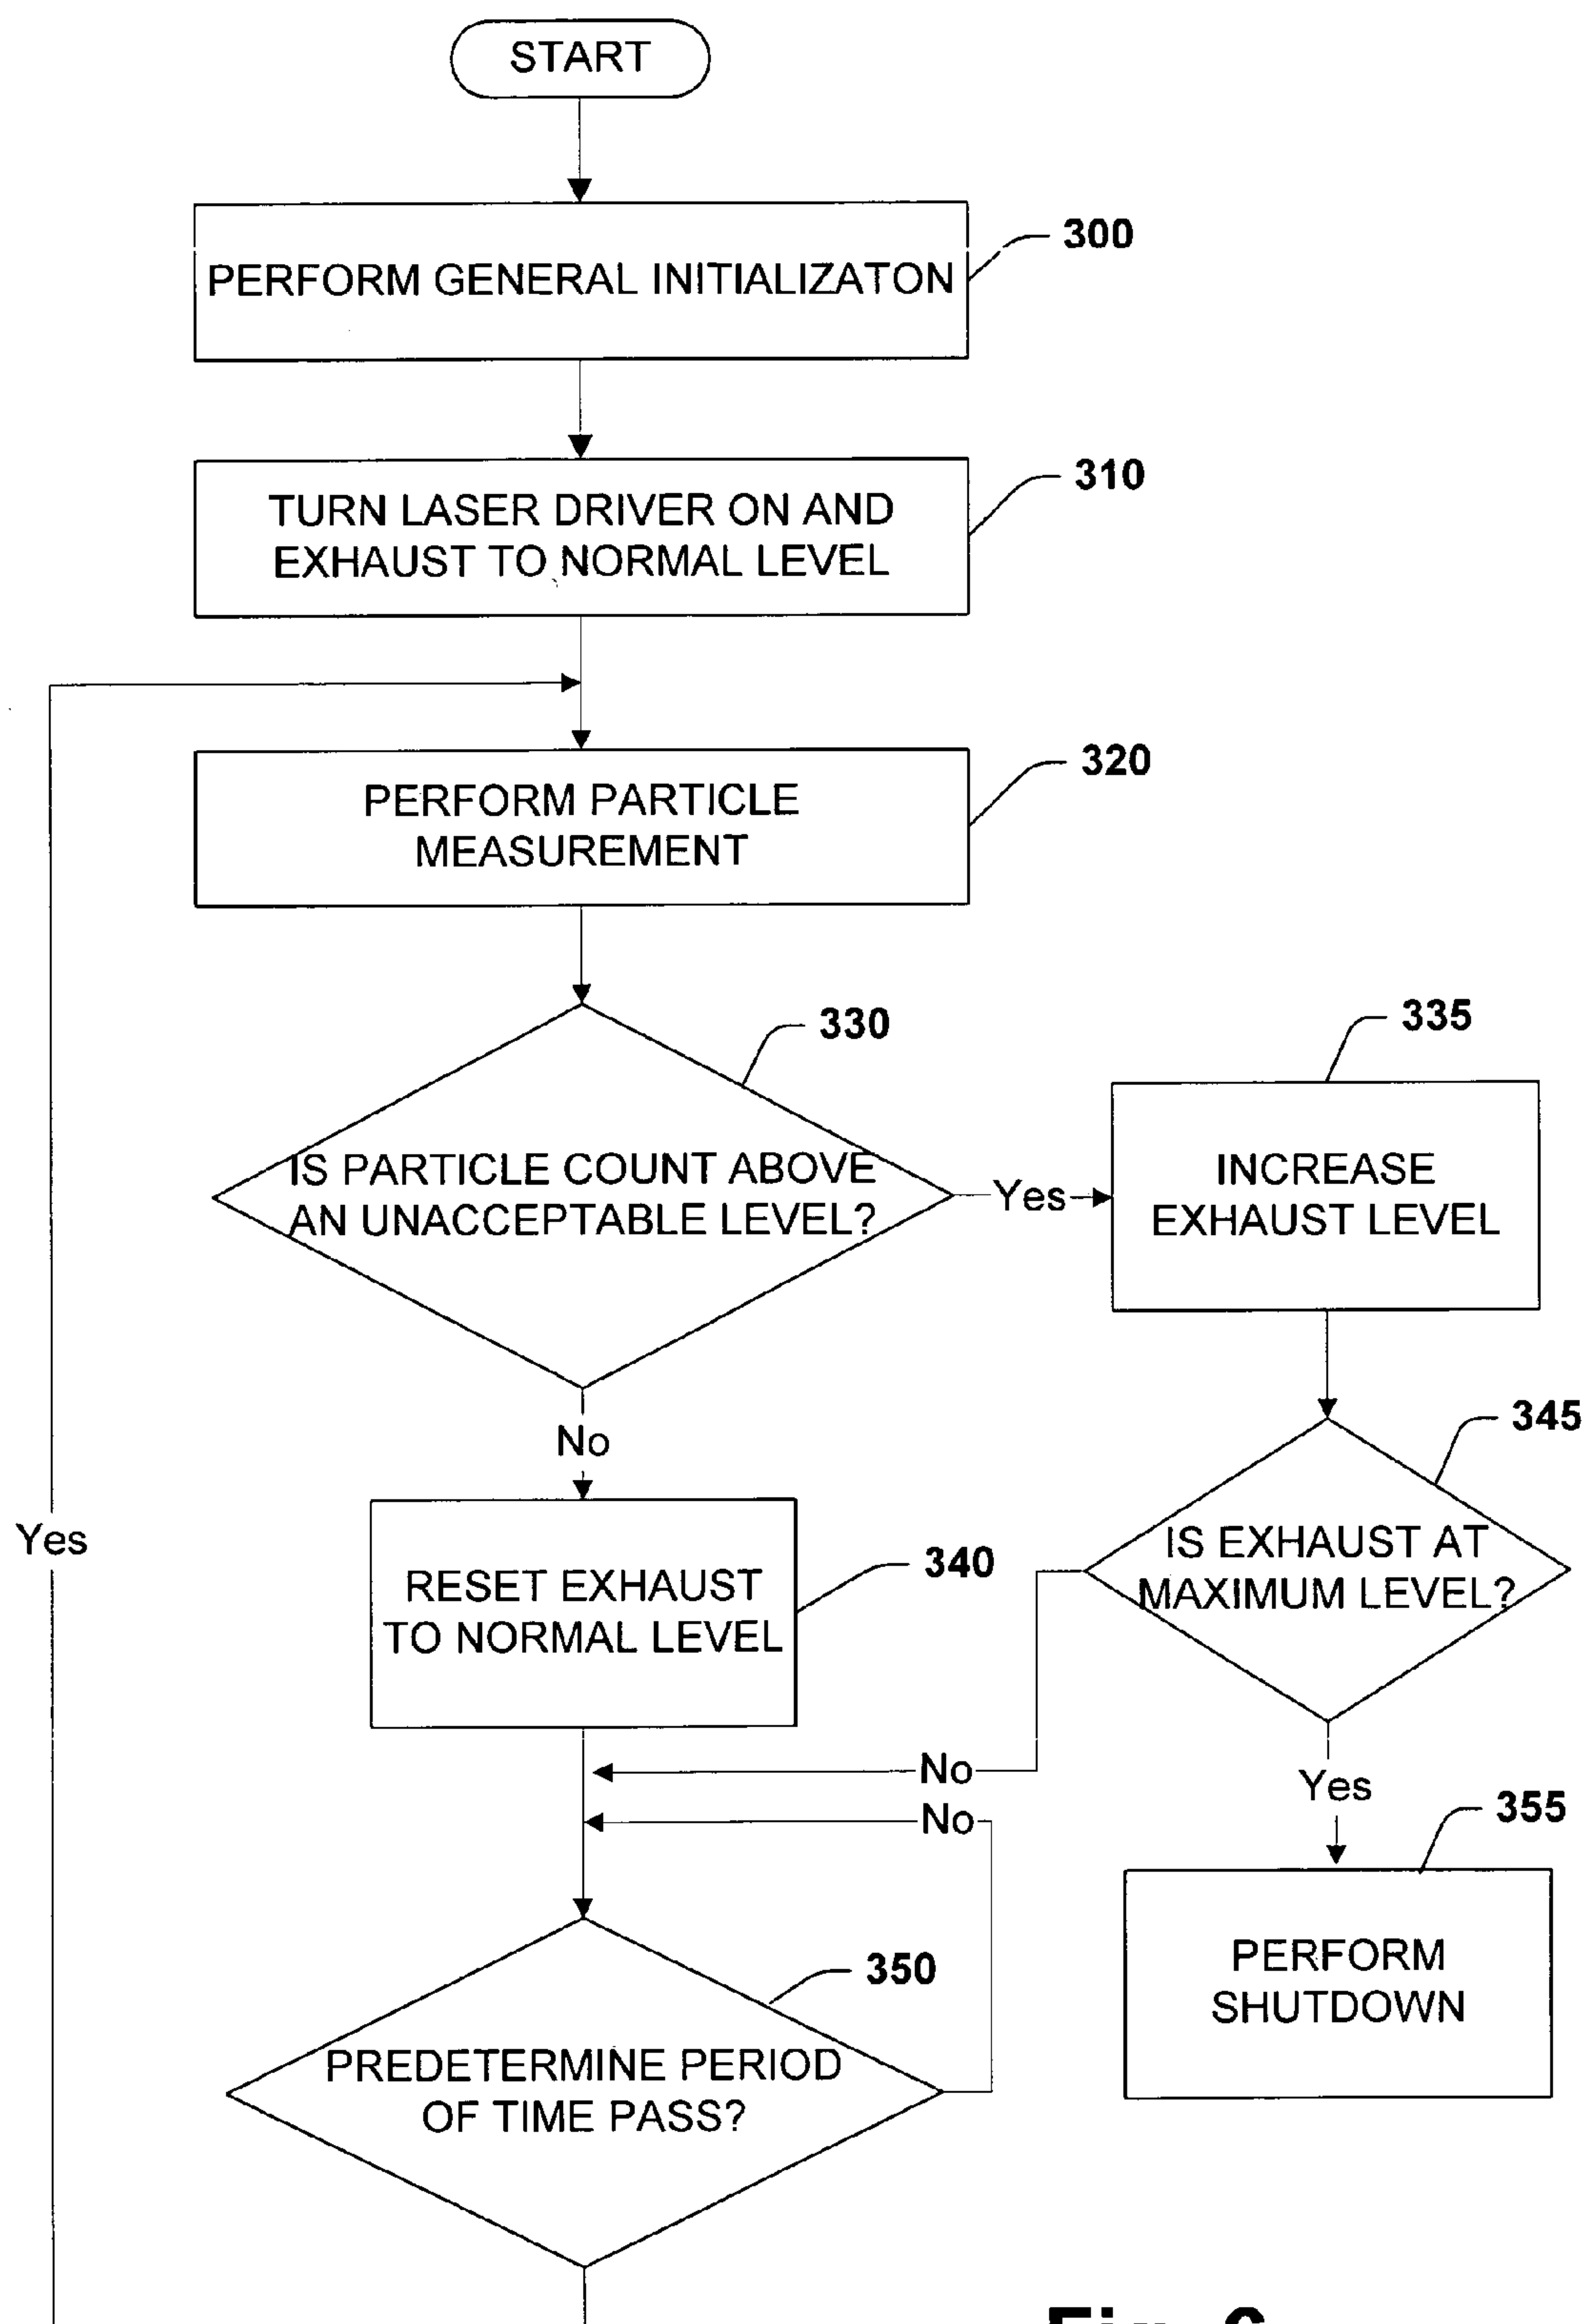 START
300
PERFORM GENERAL INITIALIZATON
310
TURN LASER DRIVER ON AND
EXHAUST TO NORMAL LEVEL
320
PERFORM PARTICLE
MEASUREMENT
330
335
IS PARTICLE COUNT ABOVE
AN UNACCEPTABLE LEVEL?
Yes
INCREASE
EXHAUST LEVEL
No
345
Yes
IS EXHAUST AT
MAXIMUM LEVEL?
340
RESET EXHAUST
TO NORMAL LEVEL
No
Yes
No
355
350
PERFORM
SHUTDOWN
PREDETERMINE PERIOD
OF TIME PASS?